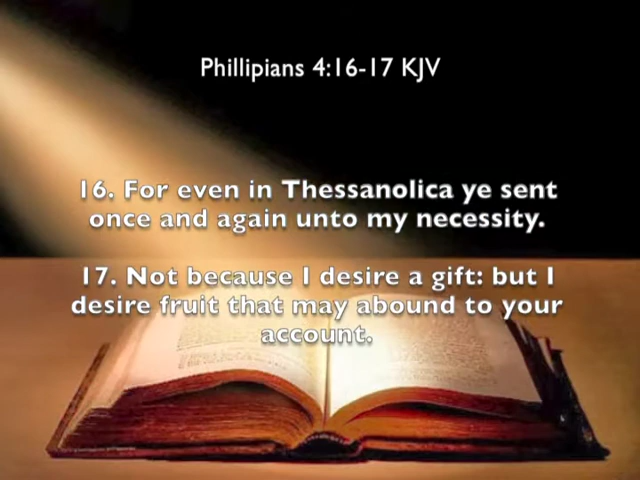 Phillipians 4:16-17 KJV
16. For even in Thessanolica ye sent
once and again unto my necessity.
17. Not because I desire a gift: but I
desire fruit that may abound to your
account.